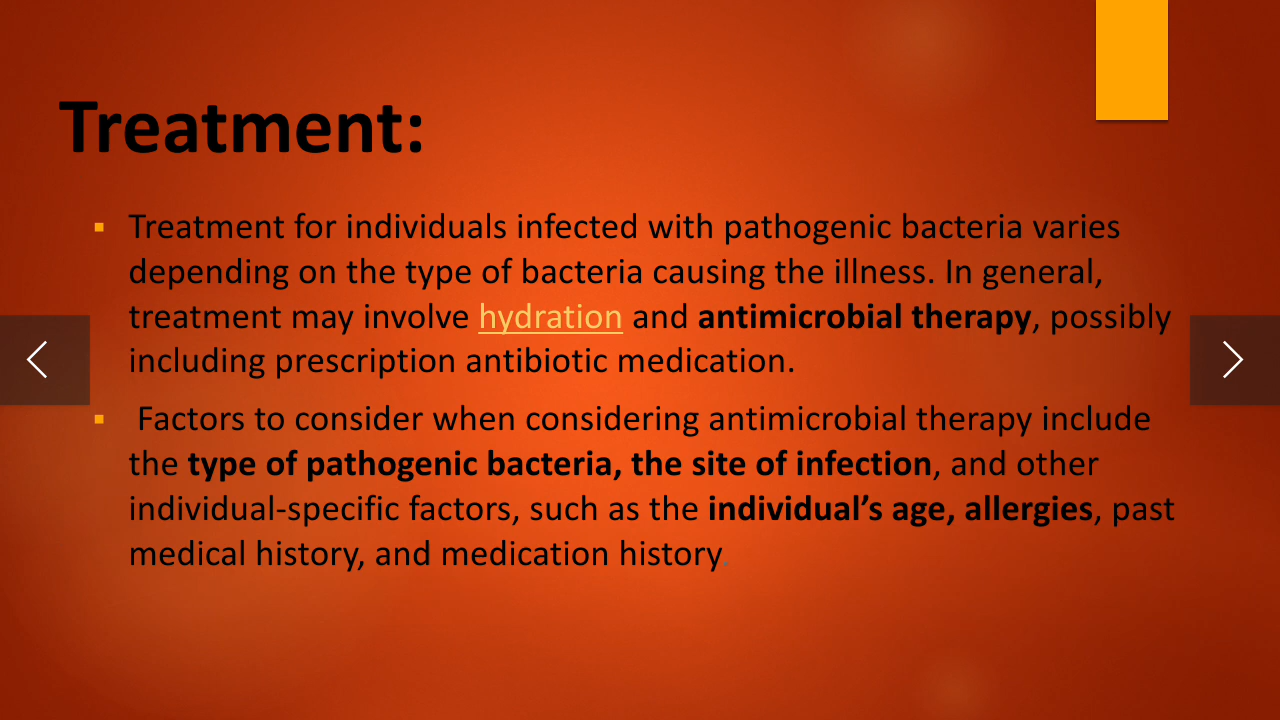 Treatment:
Treatment for individuals infected with pathogenic bacteria varies
depending on the type of bacteria causing the illness. In general,
treatment may involve hydration and antimicrobial therapy, possibly
including prescription antibiotic medication.
Factors to consider when considering antimicrobial therapy include
the type of pathogenic bacteria, the site of infection, and other
individual-specific factors, such as the individual’s age, allergies, past
medical history, and medication history.